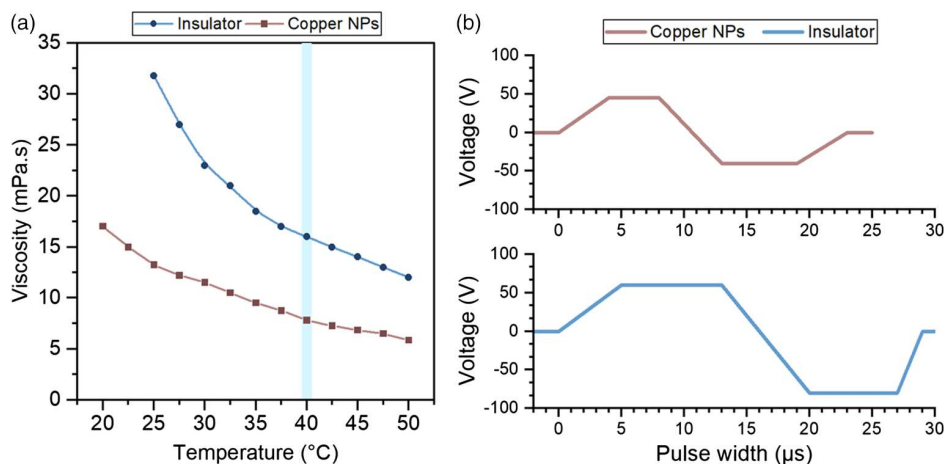 (a)
Insulator Copper NPs
Viscosity (mPa.s)
35
30
25
20
15
10
5
0
20 25 30 35 40 45 50
Temperature (°C)
(b)
Copper NPs Insulator
Voltage (V)
100
50
0
-50
-100
0 5 10 15 20 25 30
Voltage (V)
100
50
0
-50
-100
0 5 10 15 20 25 30
Pulse width (µs)